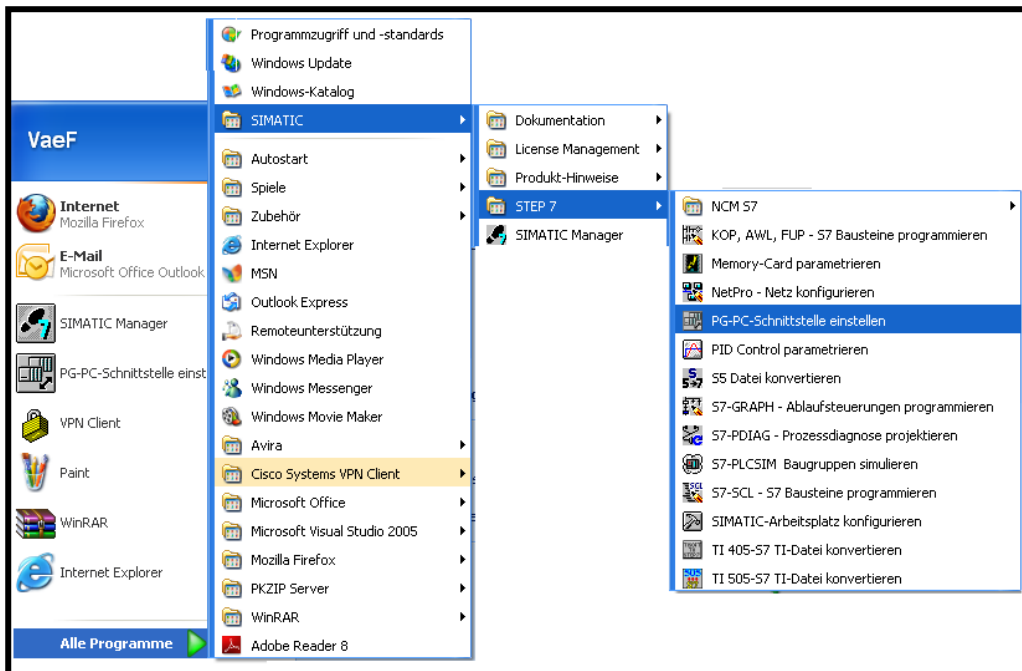 VaeF
Internet
Mozilla Firefox
E-Mail
Microsoft Office Outlook
SIMATIC Manager
PG-PC-Schnittstelle einst
VPN Client
Paint
WinRAR
Internet Explorer
Alle Programme
Programmzugriff und -standards
Windows Update
Windows-Katalog
SIMATIC
Autostart
Spiele
Zubehör
Internet Explorer
MSN
Outlook Express
Remoteunterstützung
Windows Media Player
Windows Messenger
Windows Movie Maker
Avira
Cisco Systems VPN Client
Microsoft Office
Microsoft Visual Studio 2005
Mozilla Firefox
PKZIP Server
WinRAR
Adobe Reader 8
Dokumentation
License Management
Produkt-Hinweise
STEP 7
SIMATIC Manager
NCM S7
KOP, AWL, FUP - S7 Bausteine programmieren
Memory-Card parametrieren
NetPro - Netz konfigurieren
PG-PC-Schnittstelle einstellen
PID Control parametrieren
S5 Datei konvertieren
S7-GRAPH - Ablaufsteuerungen programmieren
S7-PDIAG - Prozessdiagnose projektieren
S7-PLCSIM Baugruppen simulieren
S7-SCL - S7 Bausteine programmieren
SIMATIC-Arbeitsplatz konfigurieren
TI 405-S7 TI-Datei konvertieren
TI 505-S7 TI-Datei konvertieren